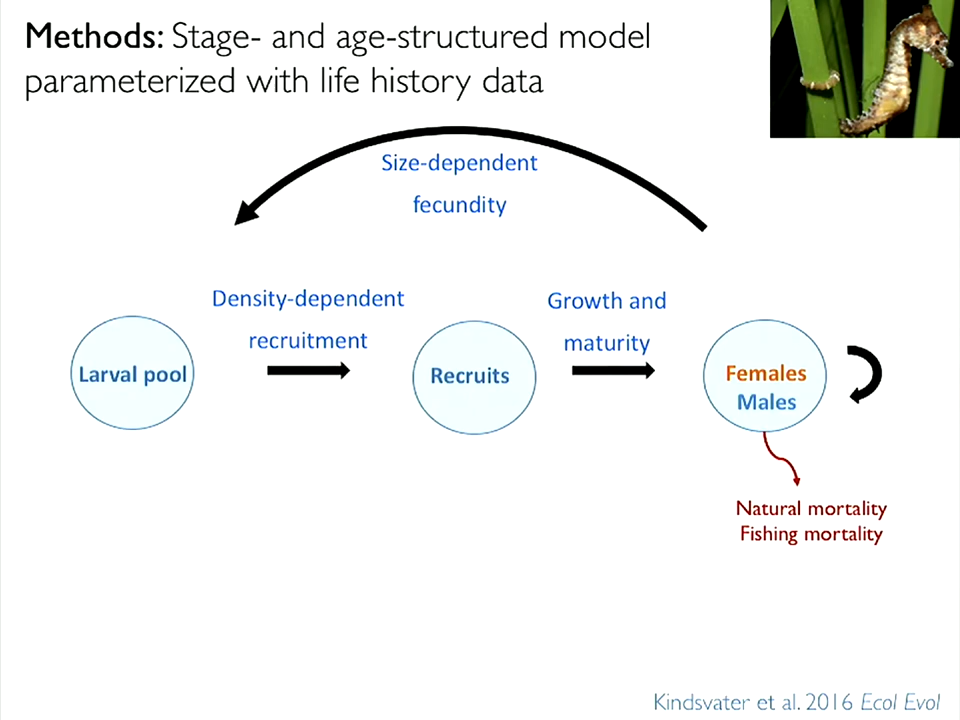 Methods: Stage- and age-structured model
parameterized with life history data
Size-dependent
fecundity
Density-dependent
recruitment
Growth and
maturity
Larval pool
Recruits
Females
Males
Natural mortality
Fishing mortality
Kindsvater et al. 2016 Ecol Evol